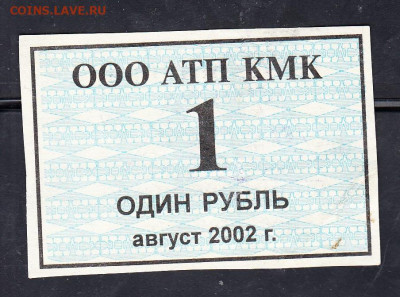 COINS.LAVE.RU
ООО АТП КМК
1
ОДИН РУБЛЬ
август 2002 г.